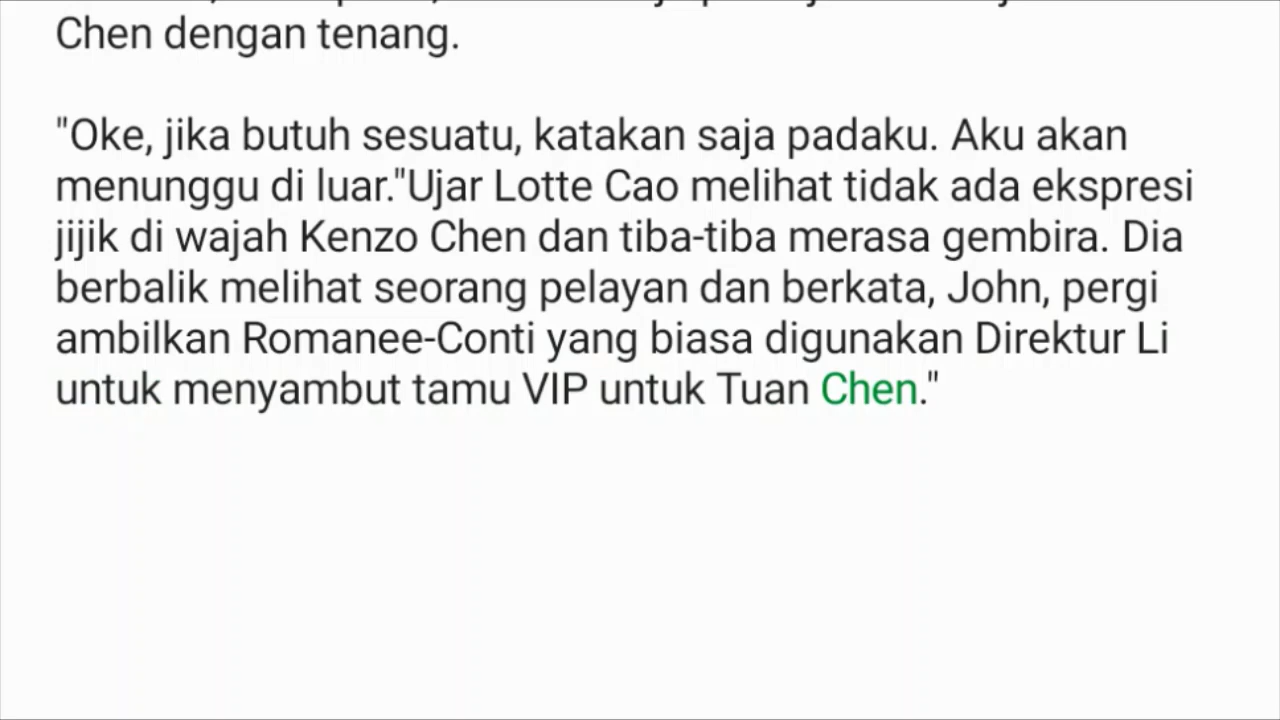 Chen dengan tenang.
"Oke, jika butuh sesuatu, katakan saja padaku. Aku akan
menunggu di luar."Ujar Lotte Cao melihat tidak ada ekspresi
jijik di wajah Kenzo Chen dan tiba-tiba merasa gembira. Dia
berbalik melihat seorang pelayan dan berkata, John, pergi
ambilkan Romanee-Conti yang biasa digunakan Direktur Li
untuk menyambut tamu VIP untuk Tuan Chen."